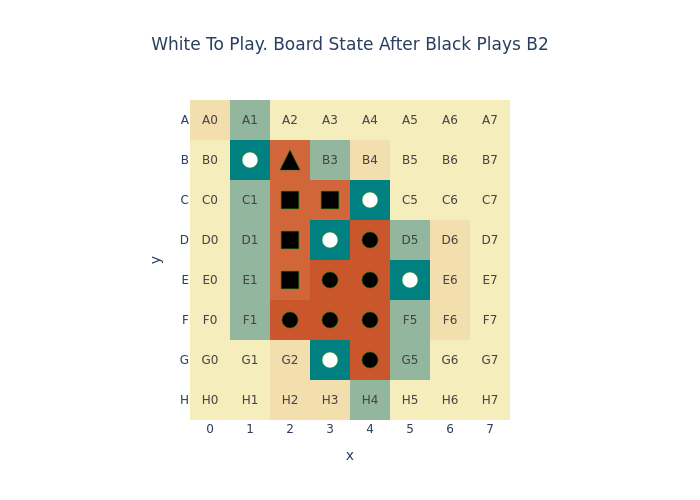 White To Play. Board State After Black Plays B2
A A0 A1 A2 A3 A4 A5 A6 A7
B B0 B3 B4 B5 B6 B7
C C0 C1 C5 C6 C7
D D0 D1 D5 D6 D7
y
E E0 E1 E6 E7
F F0 F1 F5 F6 F7
G G0 G1 G2 G5 G6 G7
H H0 H1 H2 H3 H4 H5 H6 H7
0 1 2 3 4 5 6 7
x